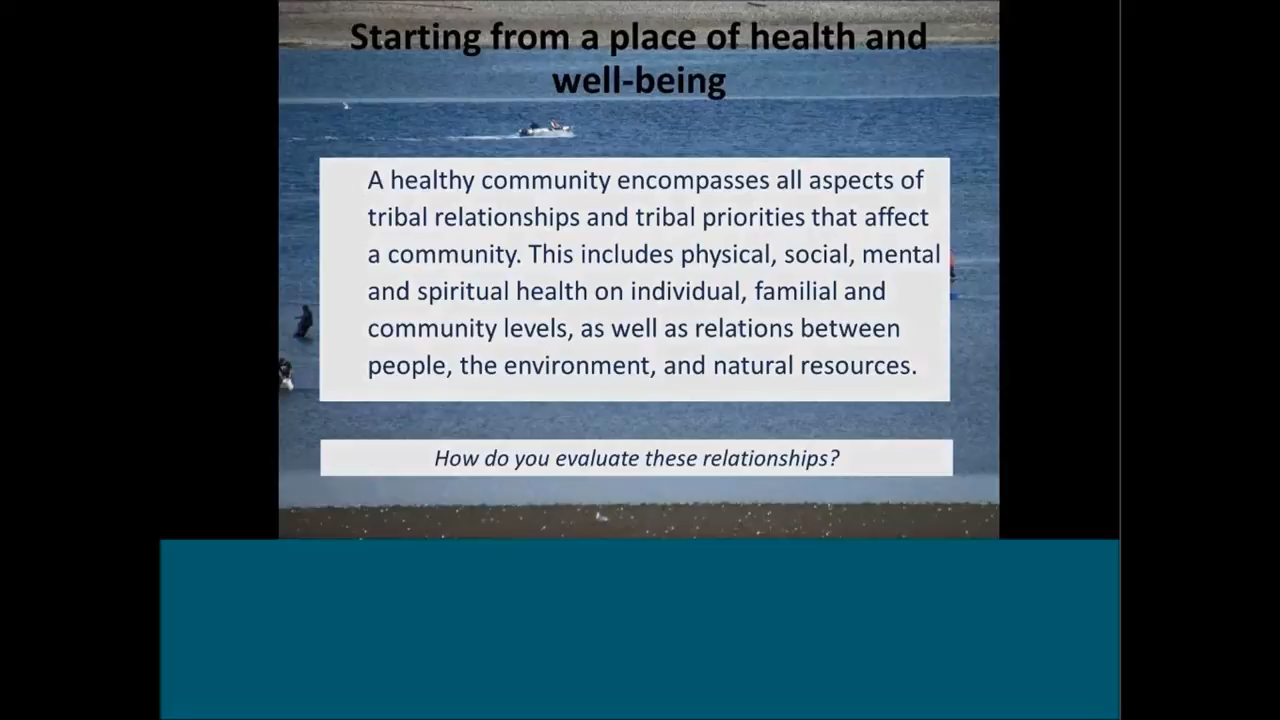 Starting from a place of health and
well-being
A healthy community encompasses all aspects of
tribal relationships and tribal priorities that affect
a community. This includes physical, social, mental
and spiritual health on individual, familial and
community levels, as well as relations between
people, the environment, and natural resources.
How do you evaluate these relationships?